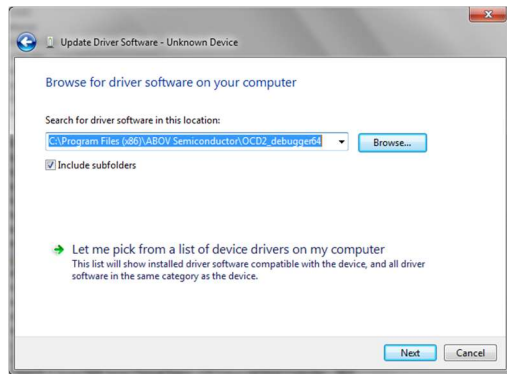 Update Driver Software - Unknown Device
Browse for driver software on your computer
Search for driver software in this location:
C:\Program Files (x86)\ABOV Semiconductor\OCD2_debugger64
Browse...
Include subfolders
Let me pick from a list of device drivers on my computer
This list will show installed driver software compatible with the device, and all driver
software in the same category as the device.
Next Cancel